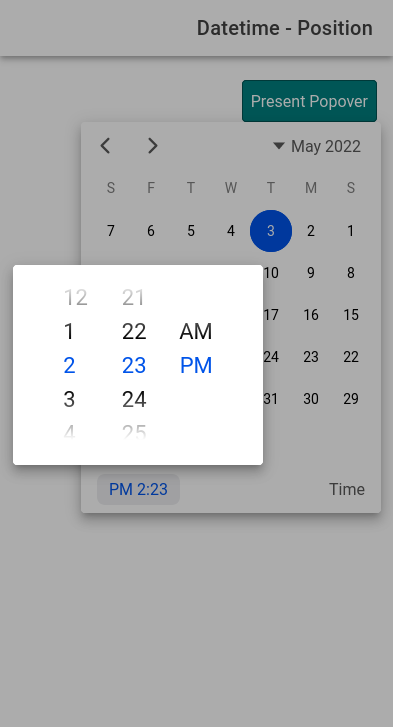 Datetime - Position
Present Popover
May 2022
S F T W T M S
7 6 5 4 3 2 1
10 9 8
17 16 15
24 23 22
31 30 29
12 21
1 22 AM
2 23 PM
3 24
4 25
PM 2:23 Time